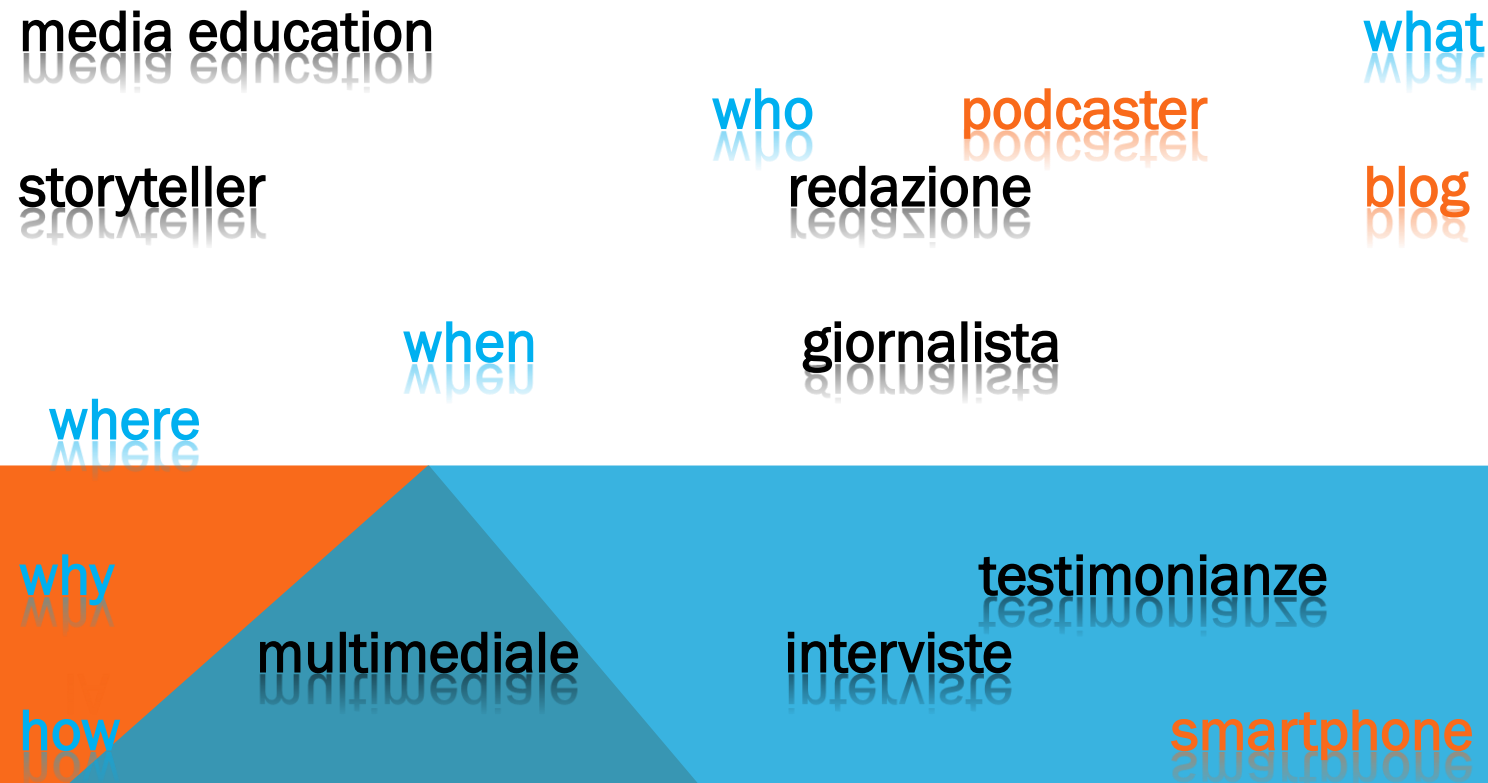 media education what
who podcaster
storyteller redazione blog
when giornalista
where
why testimonianze
multimediale interviste
how smartphone